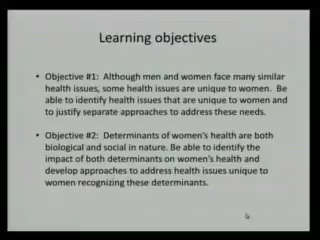 Learning objectives
• Objective #1: Although men and women face many similar
health issues, some health issues are unique to women. Be
able to identify health issues that are unique to women and
to justify separate approaches to address these needs.
• Objective #2: Determinants of women's health are both
biological and social in nature. Be able to identify the
impact of both determinants on women's health and
develop approaches to address health issues unique to
women recognizing these determinants.